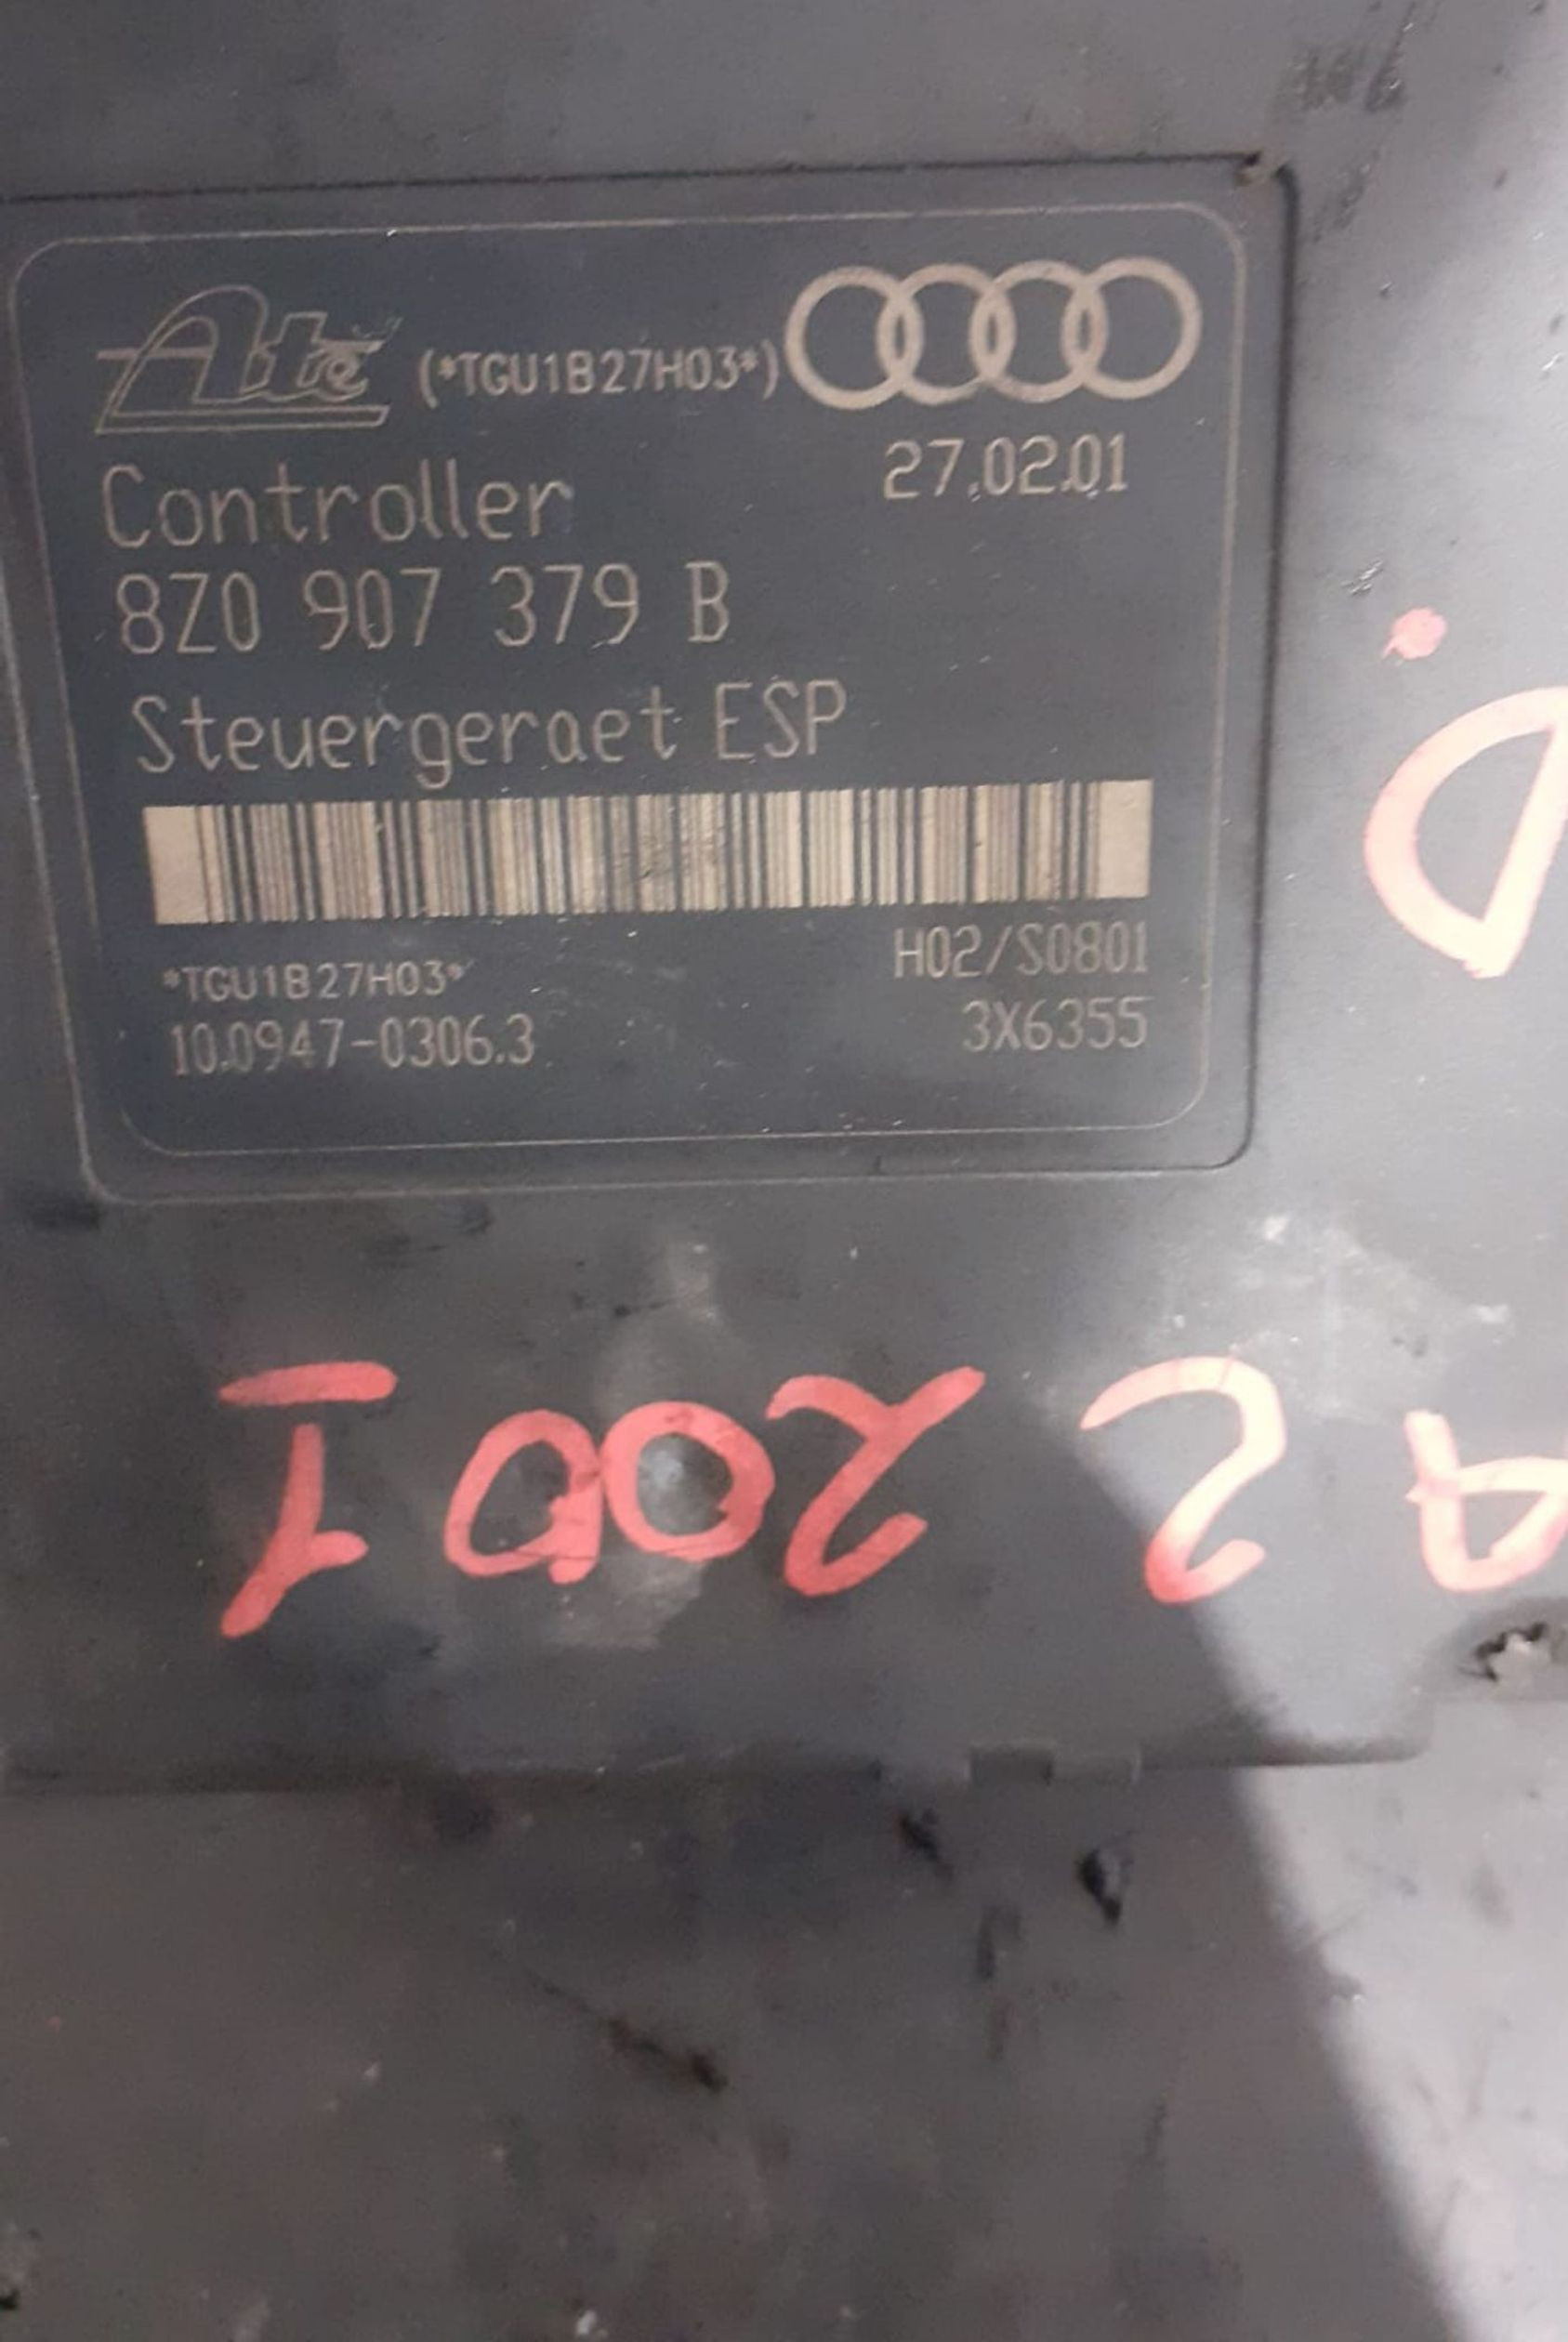 Ate (*TGU1B27H03*)
27.02.01
Controller
8Z0 907 379 B
Steuergeraet ESP
*TGU1B27H03*
H02/S0801
10.0947-0306.3
3X6355
A2 2001
D.